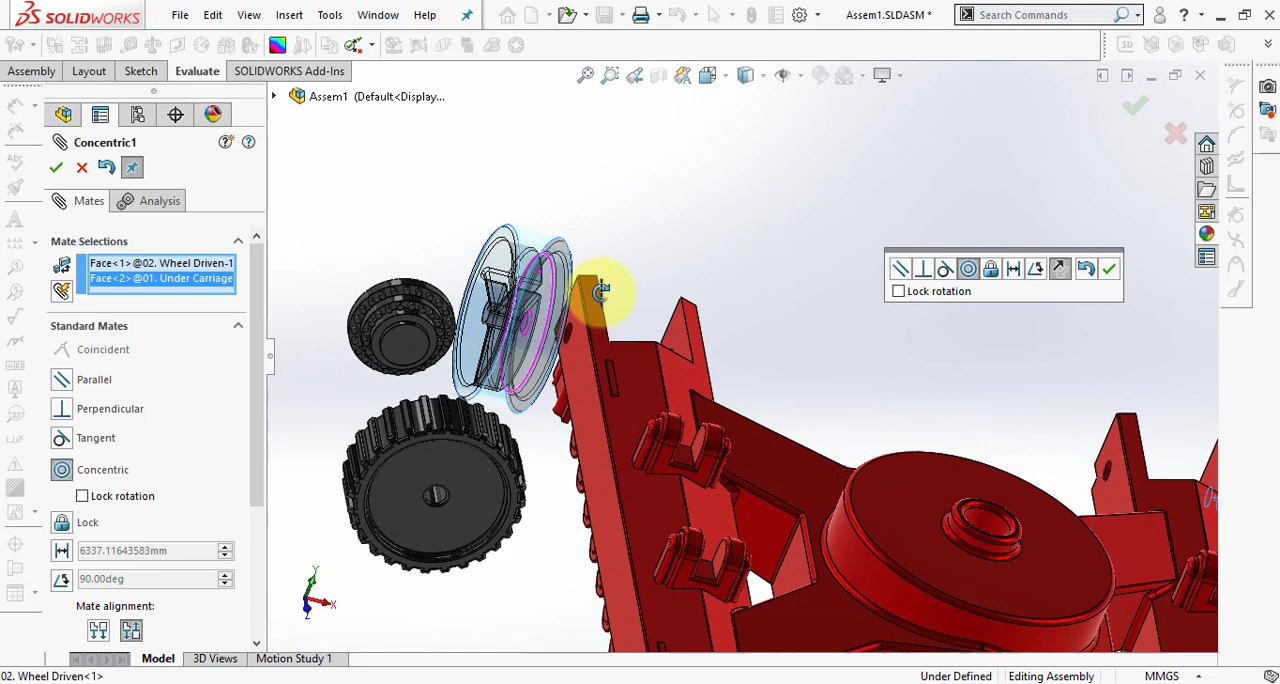 SOLIDWORKS File Edit View Insert Tools Window Help Assem1.SLDASM * Search Commands ?
Assembly Layout Sketch Evaluate SOLIDWORKS Add-Ins
3D
Assem1 (Default<Display...
Concentric1
Mates Analysis
Mate Selections
Face<1>@02. Wheel Driven-1
Face<2>@01. Under Carriage
Standard Mates
Coincident
Parallel
Perpendicular
Tangent
Concentric
Lock rotation
Lock
6337.11643583mm
90.00deg
Mate alignment:
Lock rotation
Y
X
Z
Model 3D Views Motion Study 1
02. Wheel Driven<1> Under Defined Editing Assembly MMGS